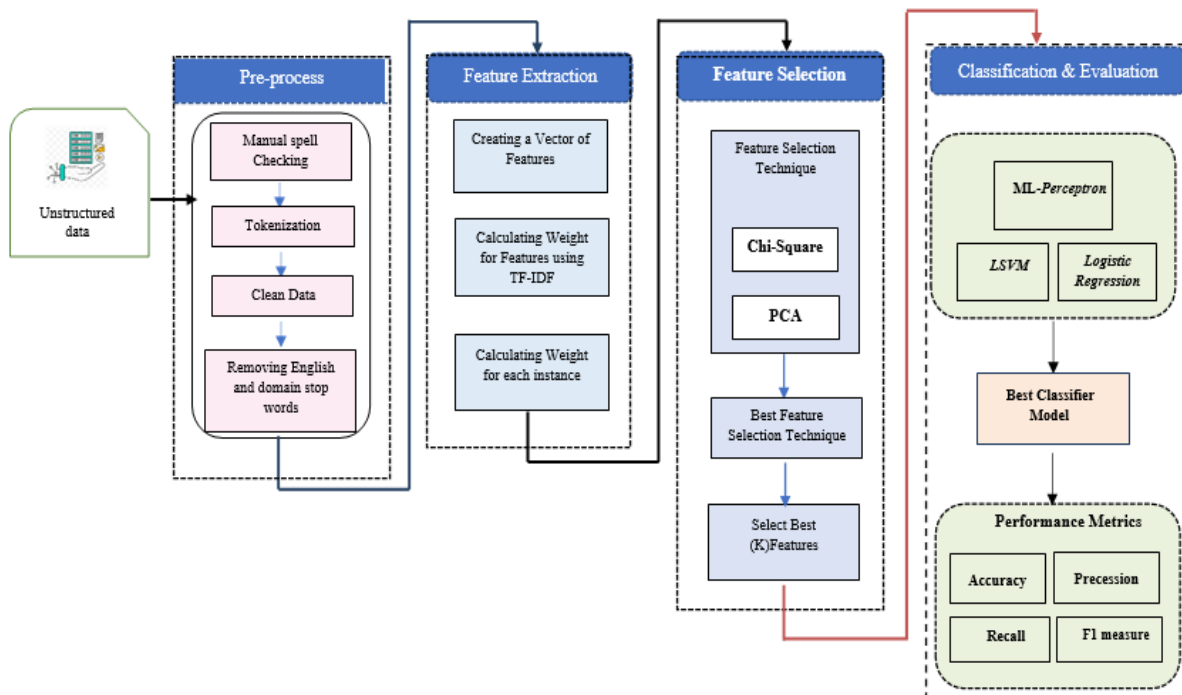 Unstructured
data
Pre-process
Manual spell
Checking
Tokenization
Clean Data
Removing English
and domain stop
words
Feature Extraction
Creating a Vector of
Features
Calculating Weight
for Features using
TF-IDF
Calculating Weight
for each instance
Feature Selection
Feature Selection
Technique
Chi-Square
PCA
Best Feature
Selection Technique
Select Best
(K)Features
Classification & Evaluation
ML-Perceptron
LSVM
Logistic
Regression
Best Classifier
Model
Performance Metrics
Accuracy
Precession
Recall
F1 measure